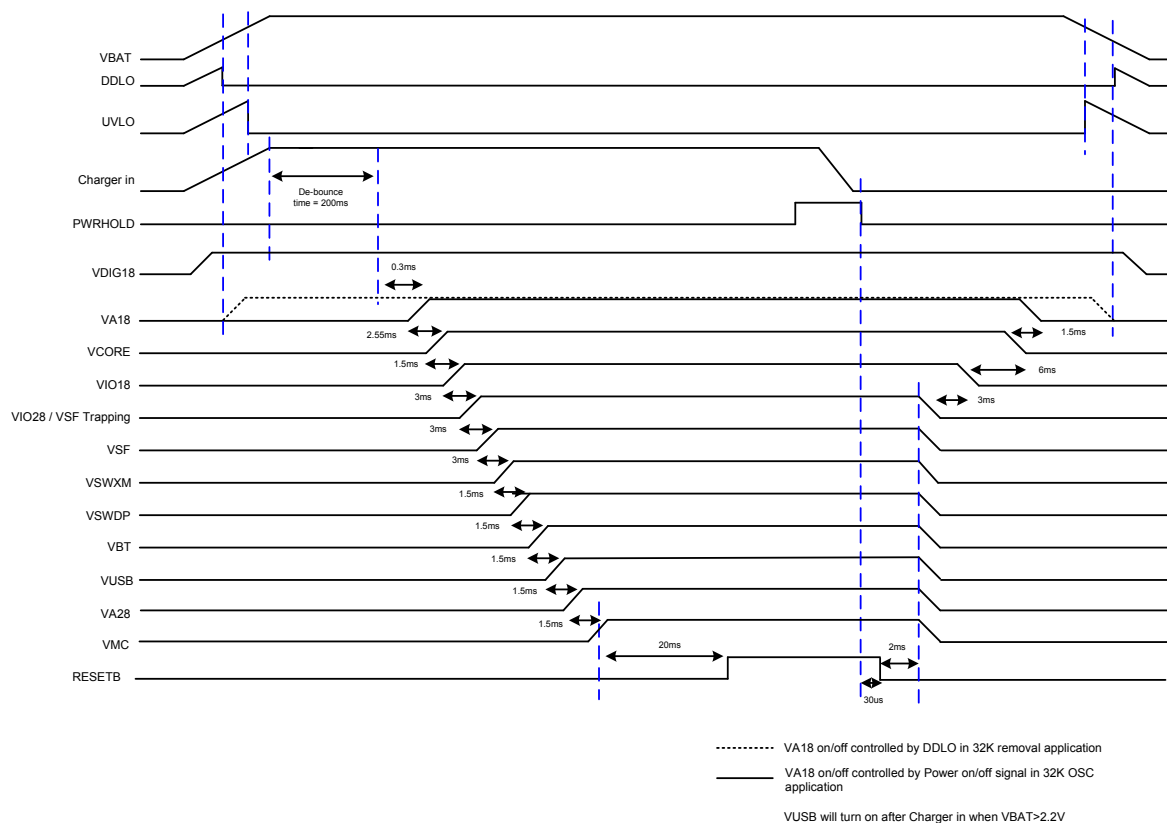 VBAT
DDLO
UVLO
Charger in
De-bounce
time = 200ms
PWRHOLD
VDIG18
0.3ms
VA18
2.55ms
1.5ms
VCORE
1.5ms
6ms
VIO18
3ms
3ms
VIO28 / VSF Trapping
3ms
VSF
3ms
VSWXM
1.5ms
VSWDP
1.5ms
VBT
1.5ms
VUSB
1.5ms
VA28
1.5ms
VMC
20ms
2ms
RESETB
30us
VA18 on/off controlled by DDLO in 32K removal application
VA18 on/off controlled by Power on/off signal in 32K OSC
application
VUSB will turn on after Charger in when VBAT>2.2V